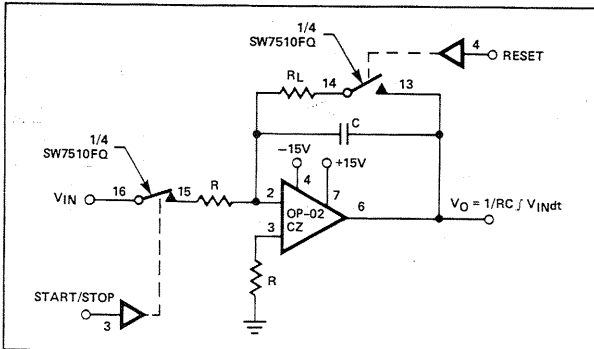 1/4
SW7510FQ
4
RESET
RL
14
13
C
1/4
SW7510FQ
-15V
+15V
4
7
VIN
16
15
R
2
OP-02
CZ
6
VO = 1/RC ∫ VINdt
3
R
START/STOP
3